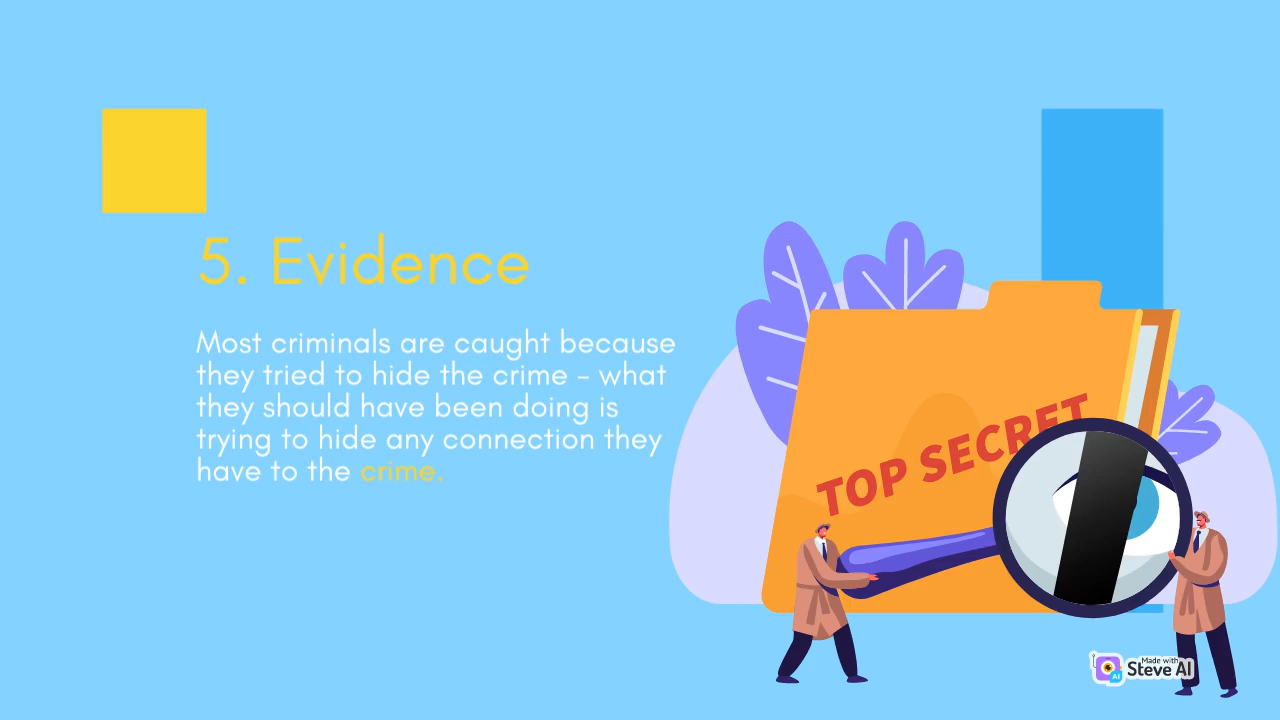 5. Evidence
Most criminals are caught because
they tried to hide the crime - what
they should have been doing is
trying to hide any connection they
have to the crime.
TOP SECRET
Made with
Steve AI
AI